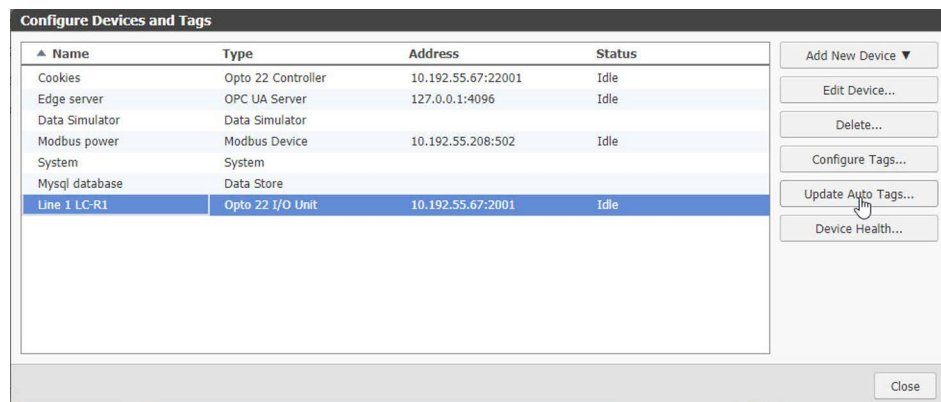 Configure Devices and Tags
▲ Name Type Address Status
Cookies Opto 22 Controller 10.192.55.67:22001 Idle
Edge server OPC UA Server 127.0.0.1:4096 Idle
Data Simulator Data Simulator
Modbus power Modbus Device 10.192.55.208:502 Idle
System System
Mysql database Data Store
Line 1 LC-R1 Opto 22 I/O Unit 10.192.55.67:2001 Idle
Add New Device ▼
Edit Device...
Delete...
Configure Tags...
Update Auto Tags...
Device Health...
Close